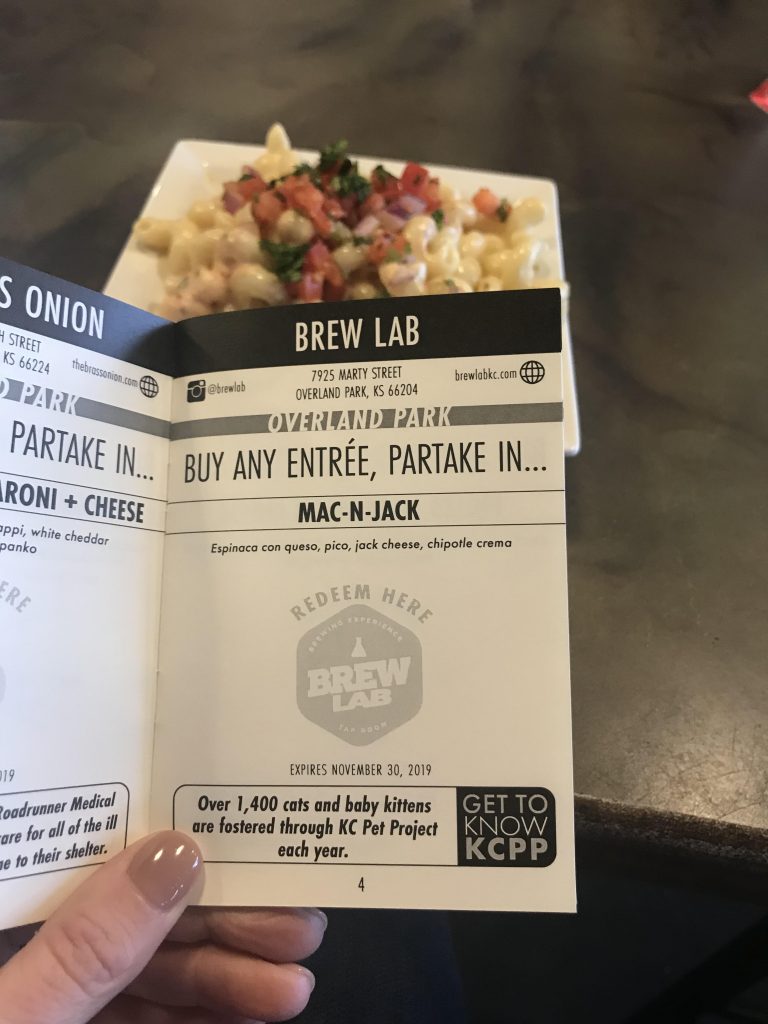 S ONION
H STREET
KS 66224
thebrassonion.com
D PARK
PARTAKE IN...
ARONI + CHEESE
appi, white cheddar
panko
ERE
019
Roadrunner Medical
are for all of the ill
e to their shelter.
BREW LAB
@brewlab
7925 MARTY STREET
OVERLAND PARK, KS 66204
brewlabkc.com
OVERLAND PARK
BUY ANY ENTRÉE, PARTAKE IN...
MAC-N-JACK
Espinaca con queso, pico, jack cheese, chipotle crema
REDEEM HERE
BREWING EXPERIENCE
BREW
LAB
TAP ROOM
EXPIRES NOVEMBER 30, 2019
Over 1,400 cats and baby kittens
are fostered through KC Pet Project
each year.
GET TO
KNOW
KCPP
4